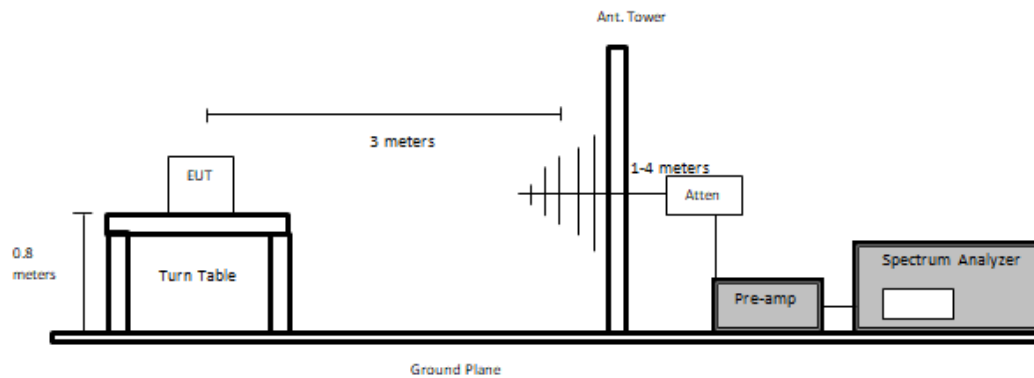 Ant. Tower
3 meters
EUT
1-4 meters
Atten
0.8
meters
Turn Table
Spectrum Analyzer
Pre-amp
Ground Plane